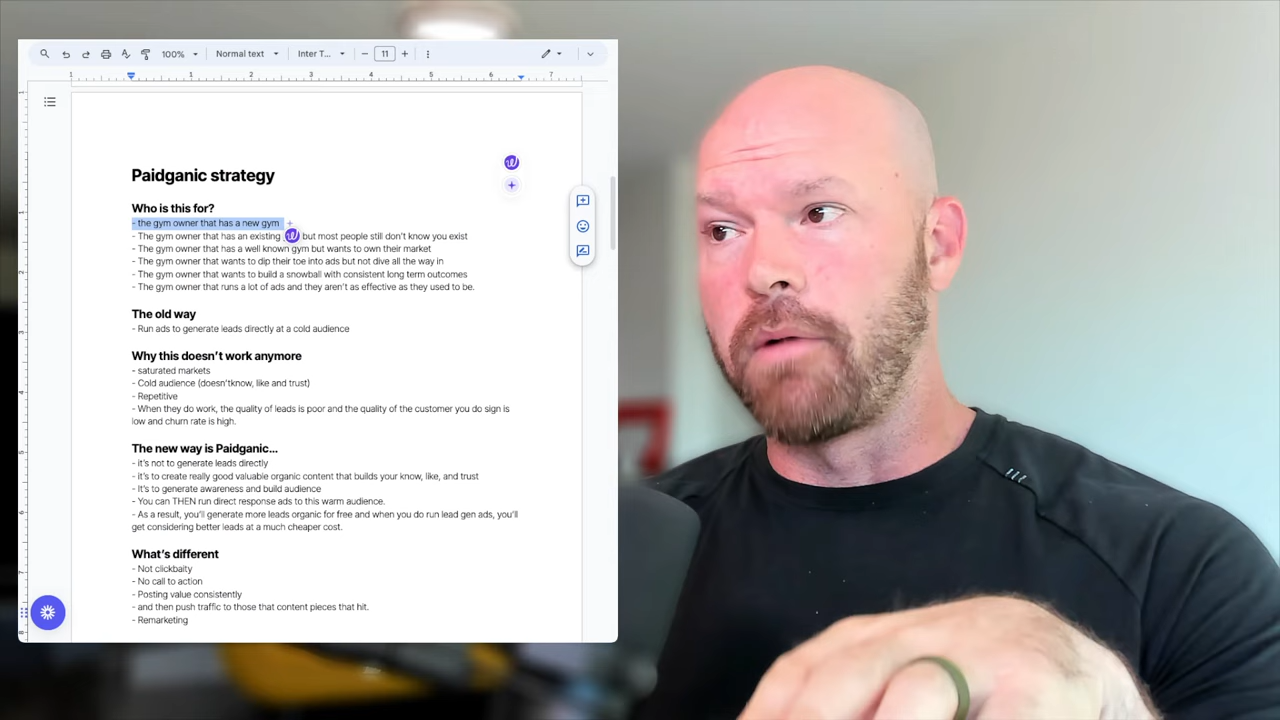 100%
Normal text
Inter T...
11
1 1 2 3 4 5 6 7
Paidganic strategy
Who is this for?
- the gym owner that has a new gym
- The gym owner that has an existing but most people still don't know you exist
- The gym owner that has a well known gym but wants to own their market
- The gym owner that wants to dip their toe into ads but not dive all the way in
- The gym owner that wants to build a snowball with consistent long term outcomes
- The gym owner that runs a lot of ads and they aren't as effective as they used to be.
The old way
- Run ads to generate leads directly at a cold audience
Why this doesn't work anymore
- saturated markets
- Cold audience (doesn'tknow, like and trust)
- Repetitive
- When they do work, the quality of leads is poor and the quality of the customer you do sign is
low and churn rate is high.
The new way is Paidganic...
- it's not to generate leads directly
- it's to create really good valuable organic content that builds your know, like, and trust
- It's to generate awareness and build audience
- You can THEN run direct response ads to this warm audience.
- As a result, you'll generate more leads organic for free and when you do run lead gen ads, you'll
get considering better leads at a much cheaper cost.
What's different
- Not clickbaity
- No call to action
- Posting value consistently
- and then push traffic to those that content pieces that hit.
- Remarketing